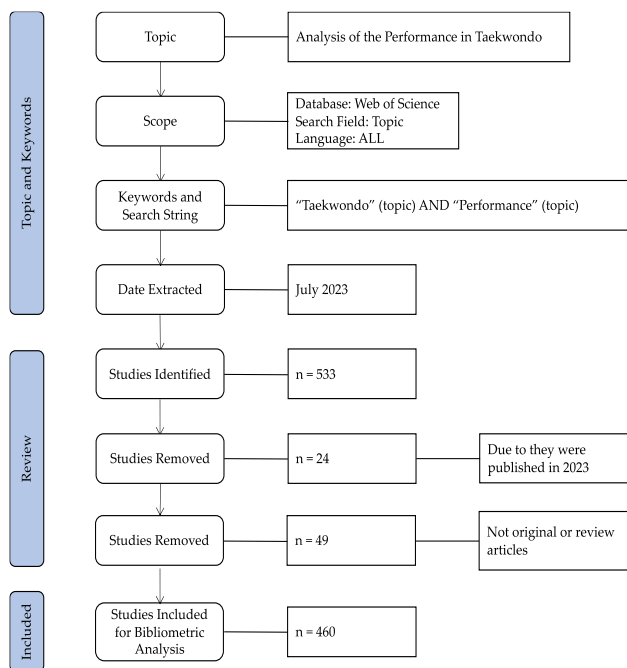 Topic and Keywords
Topic
Analysis of the Performance in Taekwondo
Scope
Database: Web of Science
Search Field: Topic
Language: ALL
Keywords and
Search String
“Taekwondo” (topic) AND “Performance” (topic)
Date Extracted
July 2023
Review
Studies Identified
n = 533
Studies Removed
n = 24
Due to they were
published in 2023
Studies Removed
n = 49
Not original or review
articles
Included
Studies Included
for Bibliometric
Analysis
n = 460